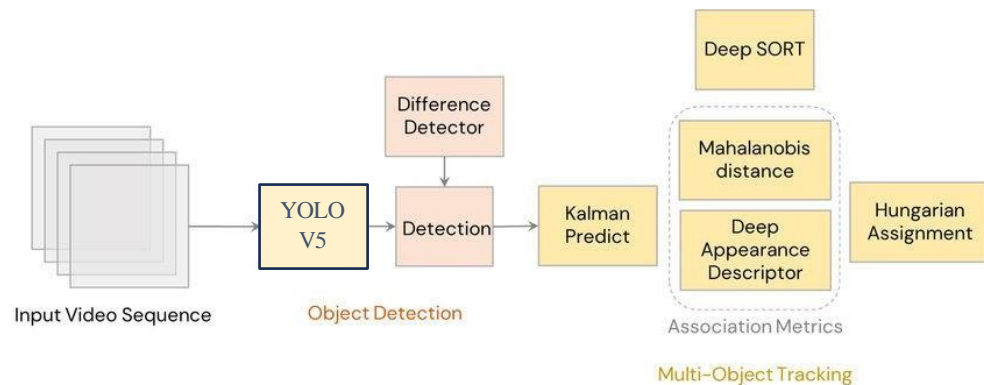 Deep SORT
Difference
Detector
Mahalanobis
distance
YOLO
V5
Detection
Kalman
Predict
Deep
Appearance
Descriptor
Hungarian
Assignment
Input Video Sequence
Object Detection
Association Metrics
Multi-Object Tracking